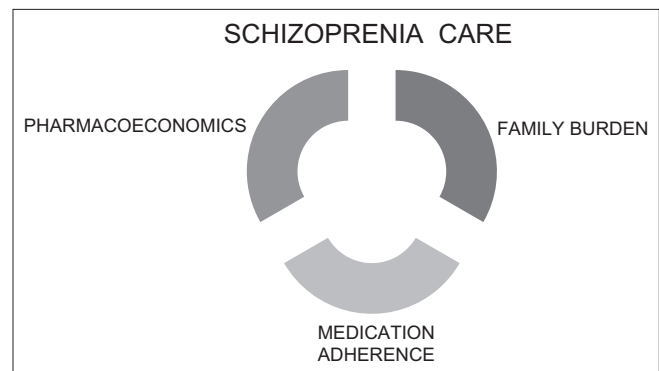 SCHIZOPRENIA CARE
PHARMACOECONOMICS
FAMILY BURDEN
MEDICATION
ADHERENCE